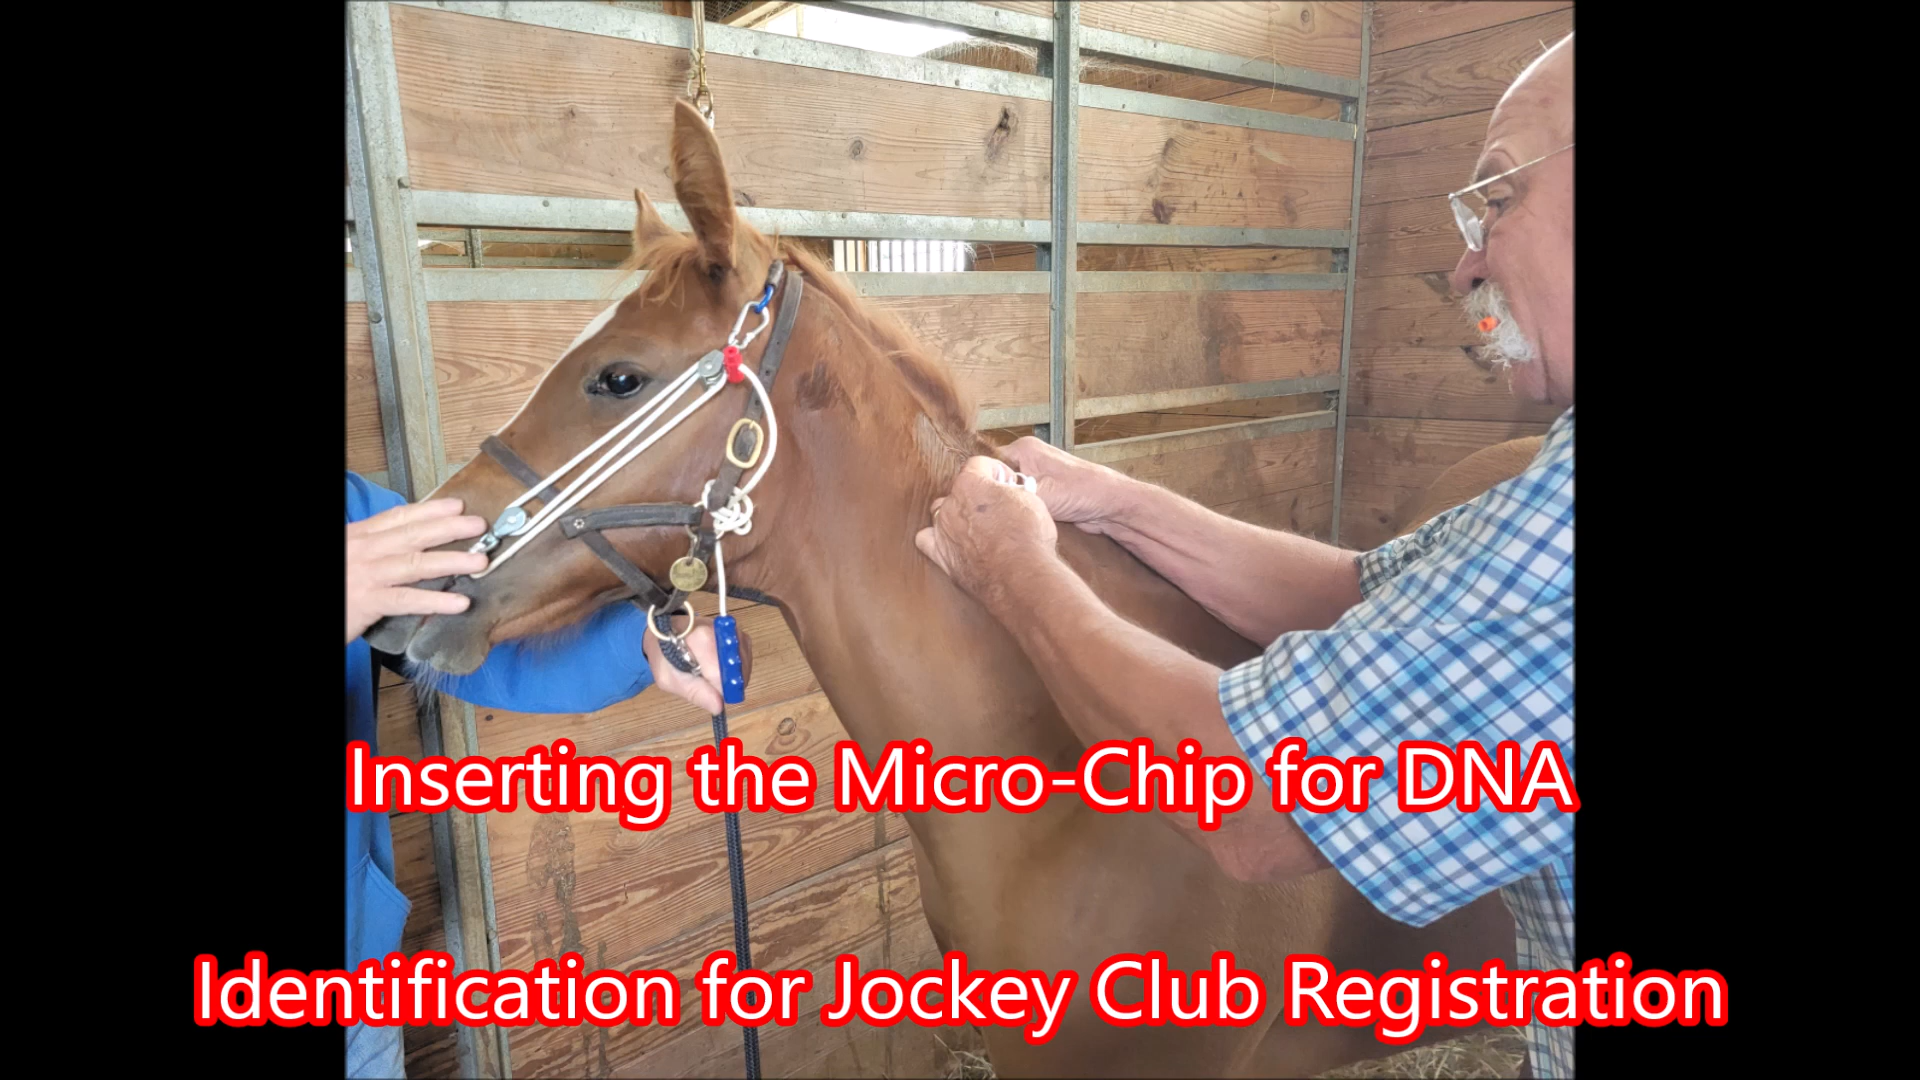 Inserting the Micro-Chip for DNA
Identification for Jockey Club Registration